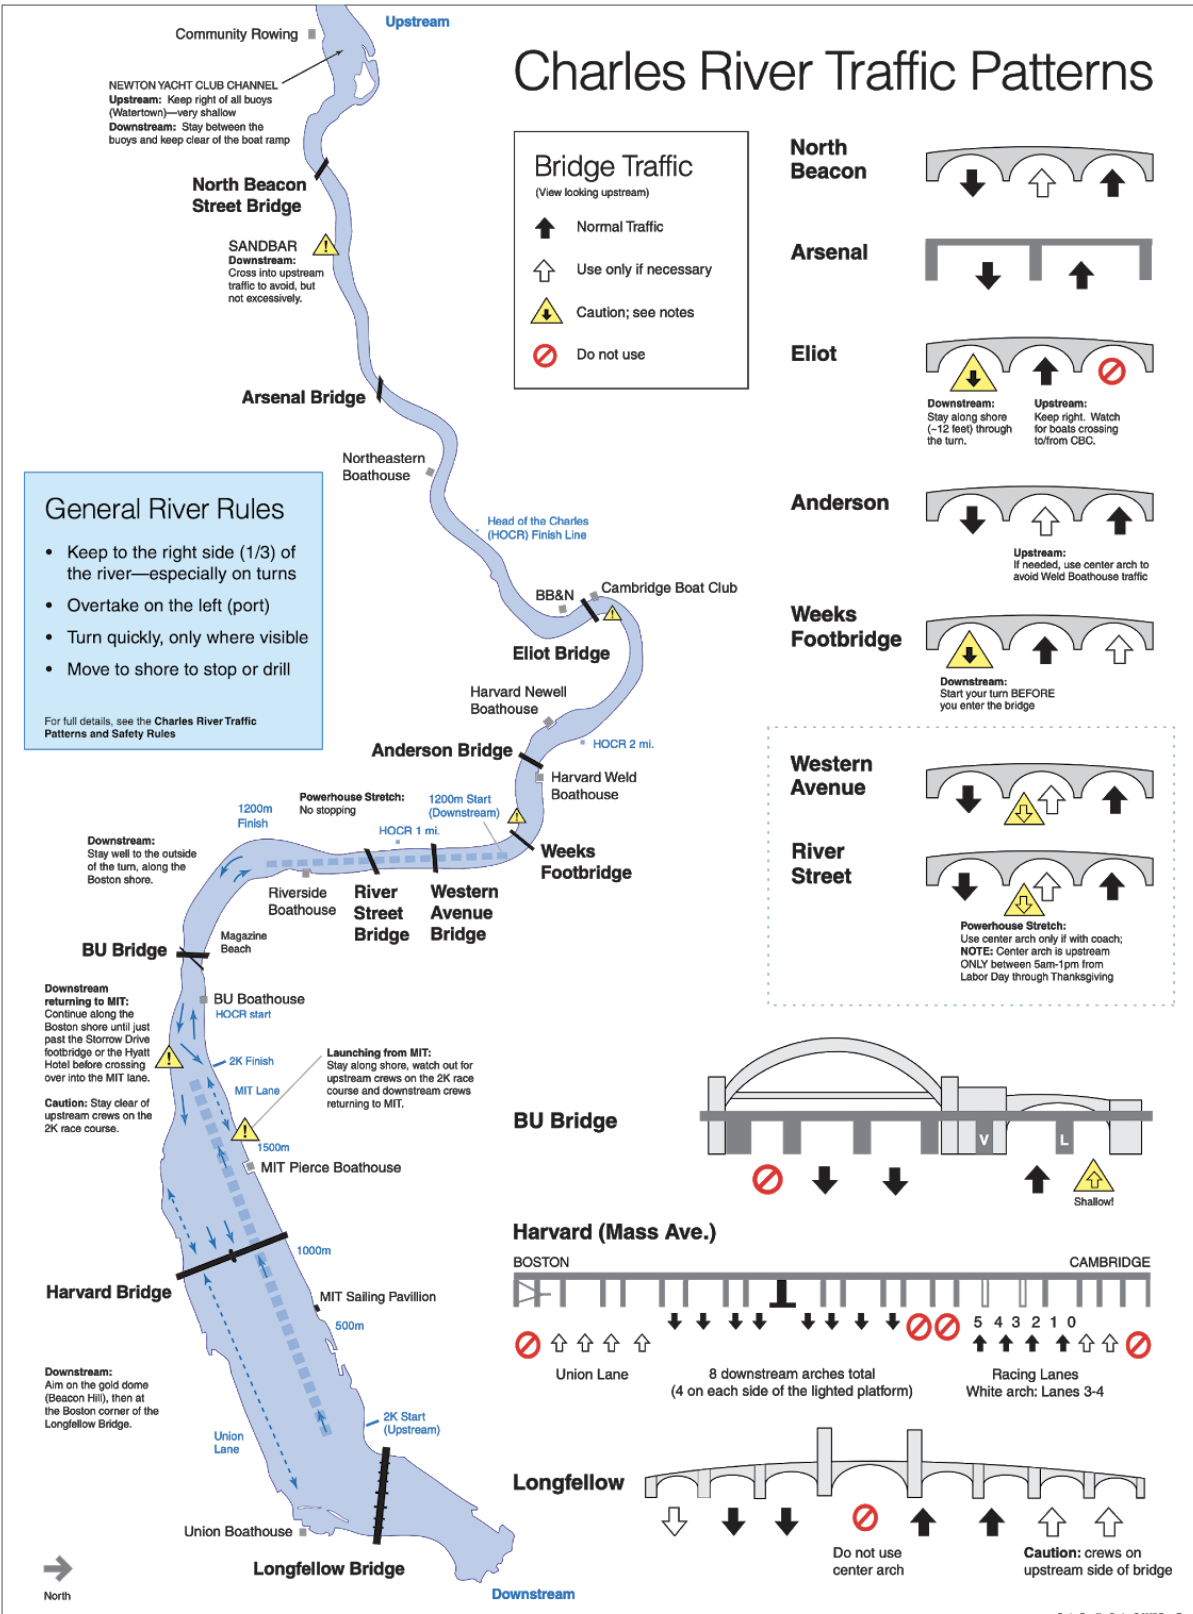 Upstream
Community Rowing
Charles River Traffic Patterns
NEWTON YACHT CLUB CHANNEL
Upstream: Keep right of all buoys
(Watertown)—very shallow
Downstream: Stay between the
buoys and keep clear of the boat ramp
North Beacon
Street Bridge
SANDBAR
Downstream:
Cross into upstream
traffic to avoid, but
not excessively.
Arsenal Bridge
Northeastern
Boathouse
Head of the Charles
(HOCR) Finish Line
BB&N
Cambridge Boat Club
Eliot Bridge
Harvard Newell
Boathouse
HOCR 2 mi.
Anderson Bridge
Harvard Weld
Boathouse
Powerhouse Stretch:
No stopping
1200m Start
(Downstream)
1200m
Finish
HOCR 1 mi.
Weeks
Footbridge
Downstream:
Stay well to the outside
of the turn, along the
Boston shore.
Riverside
Boathouse
River
Street
Bridge
Western
Avenue
Bridge
BU Bridge
Magazine
Beach
Downstream
returning to MIT:
Continue along the
Boston shore until just
past the Storrow Drive
footbridge or the Hyatt
Hotel before crossing
over into the MIT lane.
Caution: Stay clear of
upstream crews on the
2K race course.
BU Boathouse
HOCR start
2K Finish
MIT Lane
Launching from MIT:
Stay along shore, watch out for
upstream crews on the 2K race
course and downstream crews
returning to MIT.
1500m
MIT Pierce Boathouse
1000m
Harvard Bridge
MIT Sailing Pavillion
500m
Downstream:
Aim on the gold dome
(Beacon Hill), then at
the Boston corner of the
Longfellow Bridge.
2K Start
(Upstream)
Union
Lane
Union Boathouse
Longfellow Bridge
Downstream
North
General River Rules
• Keep to the right side (1/3) of
the river—especially on turns
• Overtake on the left (port)
• Turn quickly, only where visible
• Move to shore to stop or drill
For full details, see the Charles River Traffic
Patterns and Safety Rules
Bridge Traffic
(View looking upstream)
Normal Traffic
Use only if necessary
Caution; see notes
Do not use
North
Beacon
Arsenal
Eliot
Downstream:
Stay along shore
(~12 feet) through
the turn.
Upstream:
Keep right. Watch
for boats crossing
to/from CBC.
Anderson
Upstream:
If needed, use center arch to
avoid Weld Boathouse traffic
Weeks
Footbridge
Downstream:
Start your turn BEFORE
you enter the bridge
Western
Avenue
River
Street
Powerhouse Stretch:
Use center arch only if with coach;
NOTE: Center arch is upstream
ONLY between 5am-1pm from
Labor Day through Thanksgiving
BU Bridge
V
L
Shallow!
Harvard (Mass Ave.)
BOSTON
CAMBRIDGE
5 4 3 2 1 0
Union Lane
8 downstream arches total
(4 on each side of the lighted platform)
Racing Lanes
White arch: Lanes 3-4
Longfellow
Do not use
center arch
Caution: crews on
upstream side of bridge